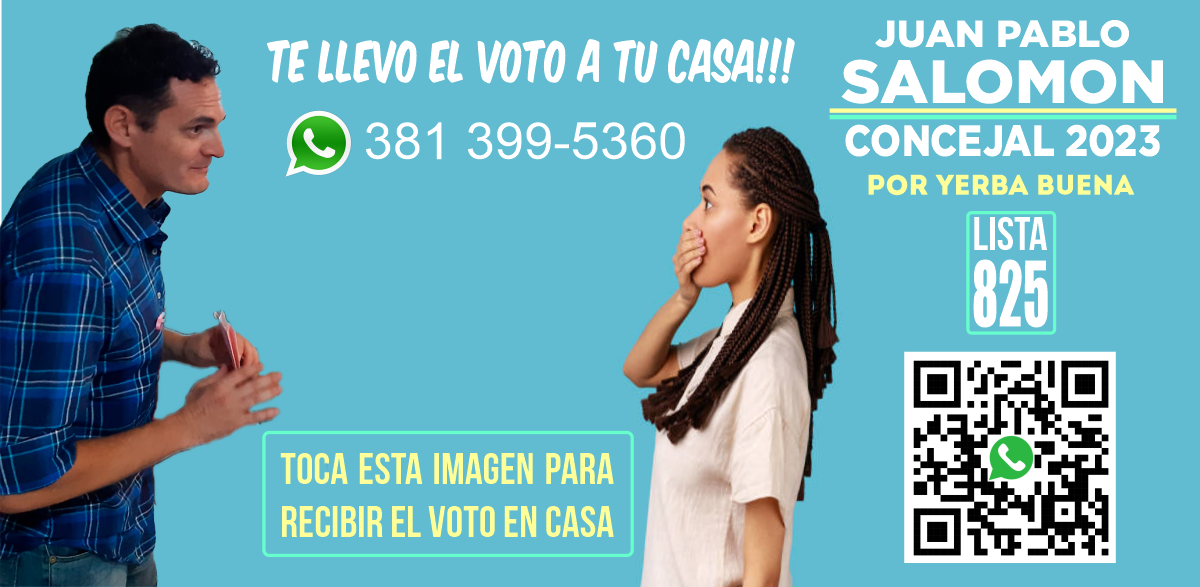 TE LLEVO EL VOTO A TU CASA!!!
381 399-5360
JUAN PABLO
SALOMON
CONCEJAL 2023
POR YERBA BUENA
LISTA
825
TOCA ESTA IMAGEN PARA
RECIBIR EL VOTO EN CASA